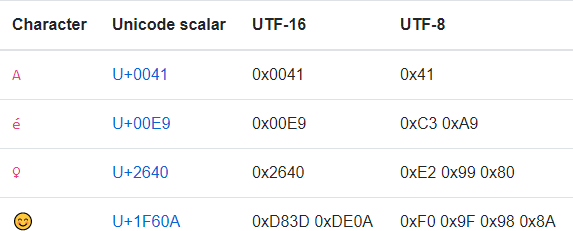 Character Unicode scalar UTF-16 UTF-8
A U+0041 0x0041 0x41
é U+00E9 0x00E9 0xC3 0xA9
♀ U+2640 0x2640 0xE2 0x99 0x80
😊 U+1F60A 0xD83D 0xDE0A 0xF0 0x9F 0x98 0x8A